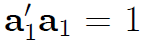 a′₁a₁ = 1